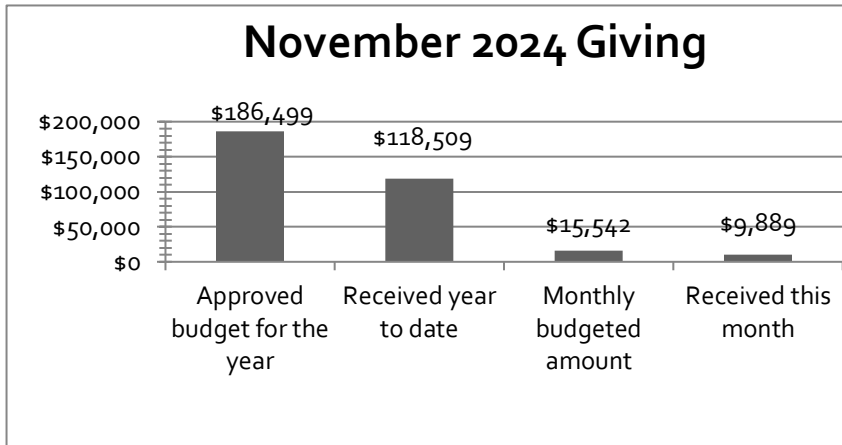 November 2024 Giving
$200,000
$150,000
$100,000
$50,000
$0
$186,499
$118,509
$15,542
$9,889
Approved
budget for the
year
Received year
to date
Monthly
budgeted
amount
Received this
month